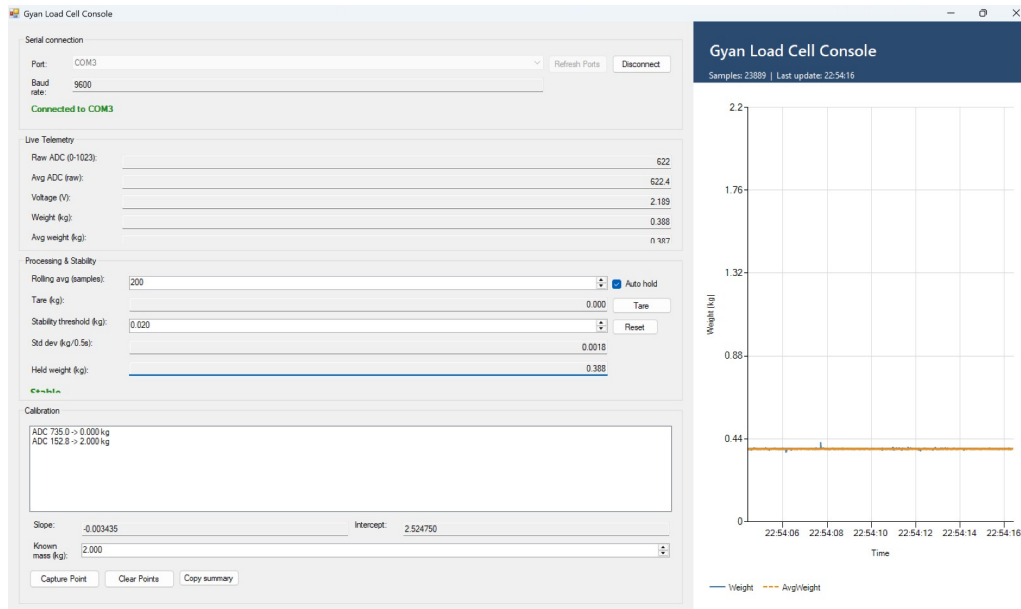 Gyan Load Cell Console
Serial connection
Port: COM3 Refresh Ports Disconnect
Baud rate: 9600
Connected to COM3
Live Telemetry
Raw ADC (0-1023): 622
Avg ADC (raw): 622.4
Voltage (V): 2.189
Weight (kg): 0.388
Avg weight (kg): 0.387
Processing & Stability
Rolling avg (samples): 200 Auto hold
Tare (kg): 0.000 Tare
Stability threshold (kg): 0.020 Reset
Std dev (kg/0.5s): 0.0018
Held weight (kg): 0.388
Stable
Calibration
ADC 735.0 -> 0.000 kg
ADC 152.8 -> 2.000 kg
Slope: -0.003435 Intercept: 2.524750
Known mass (kg): 2.000
Capture Point Clear Points Copy summary
Gyan Load Cell Console
Samples: 23889 | Last update: 22:54:16
2.2
1.76
1.32
0.88
0.44
0
Weight [kg]
22:54:06 22:54:08 22:54:10 22:54:12 22:54:14 22:54:16
Time
Weight AvgWeight